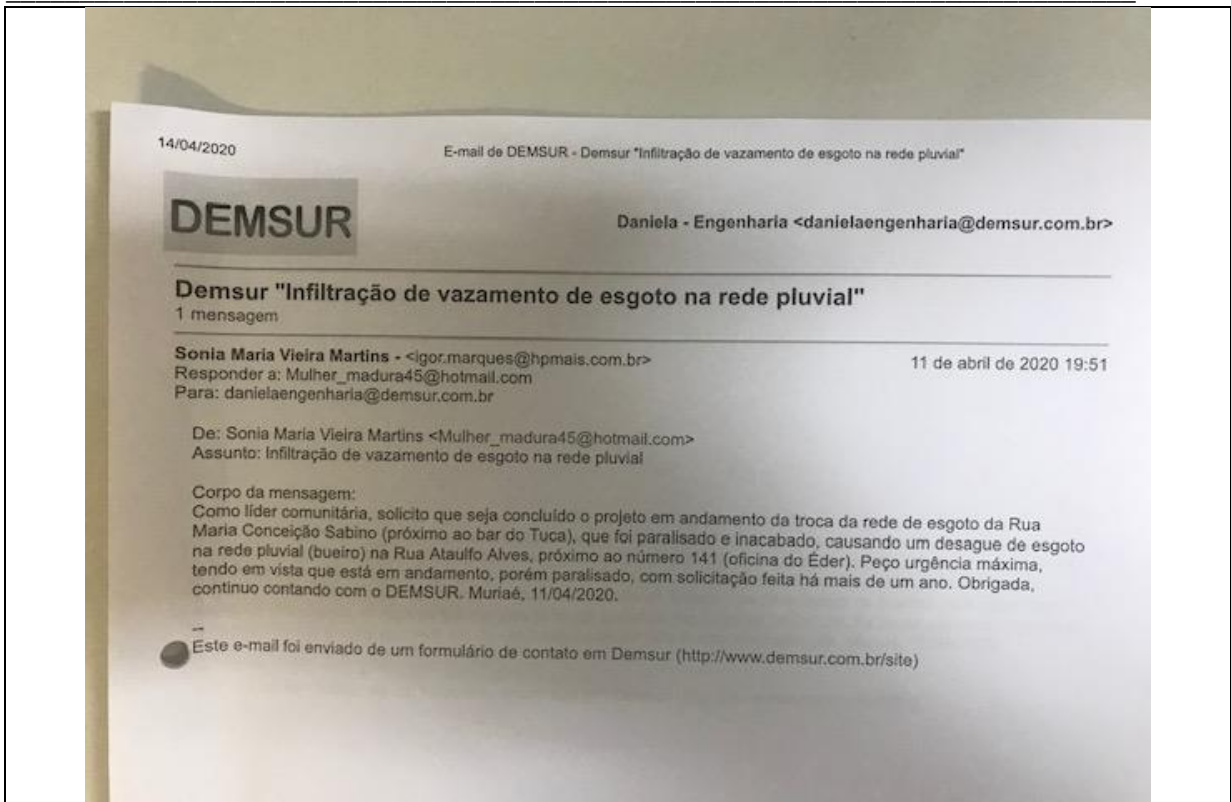 14/04/2020
E-mail de DEMSUR - Demsur "Infiltração de vazamento de esgoto na rede pluvial"
DEMSUR
Daniela - Engenharia <danielaengenharia@demsur.com.br>
Demsur "Infiltração de vazamento de esgoto na rede pluvial"
1 mensagem
Sonia Maria Vieira Martins - <igor.marques@hpmais.com.br>
11 de abril de 2020 19:51
Responder a: Mulher_madura45@hotmail.com
Para: danielaengenharia@demsur.com.br
De: Sonia Maria Vieira Martins <Mulher_madura45@hotmail.com>
Assunto: Infiltração de vazamento de esgoto na rede pluvial
Corpo da mensagem:
Como líder comunitária, solicito que seja concluído o projeto em andamento da troca da rede de esgoto da Rua
Maria Conceição Sabino (próximo ao bar do Tuca), que foi paralisado e inacabado, causando um desague de esgoto
na rede pluvial (bueiro) na Rua Ataulfo Alves, próximo ao número 141 (oficina do Éder). Peço urgência máxima,
tendo em vista que está em andamento, porém paralisado, com solicitação feita há mais de um ano. Obrigada,
continuo contando com o DEMSUR. Muriaé, 11/04/2020.
--
Este e-mail foi enviado de um formulário de contato em Demsur (http://www.demsur.com.br/site)